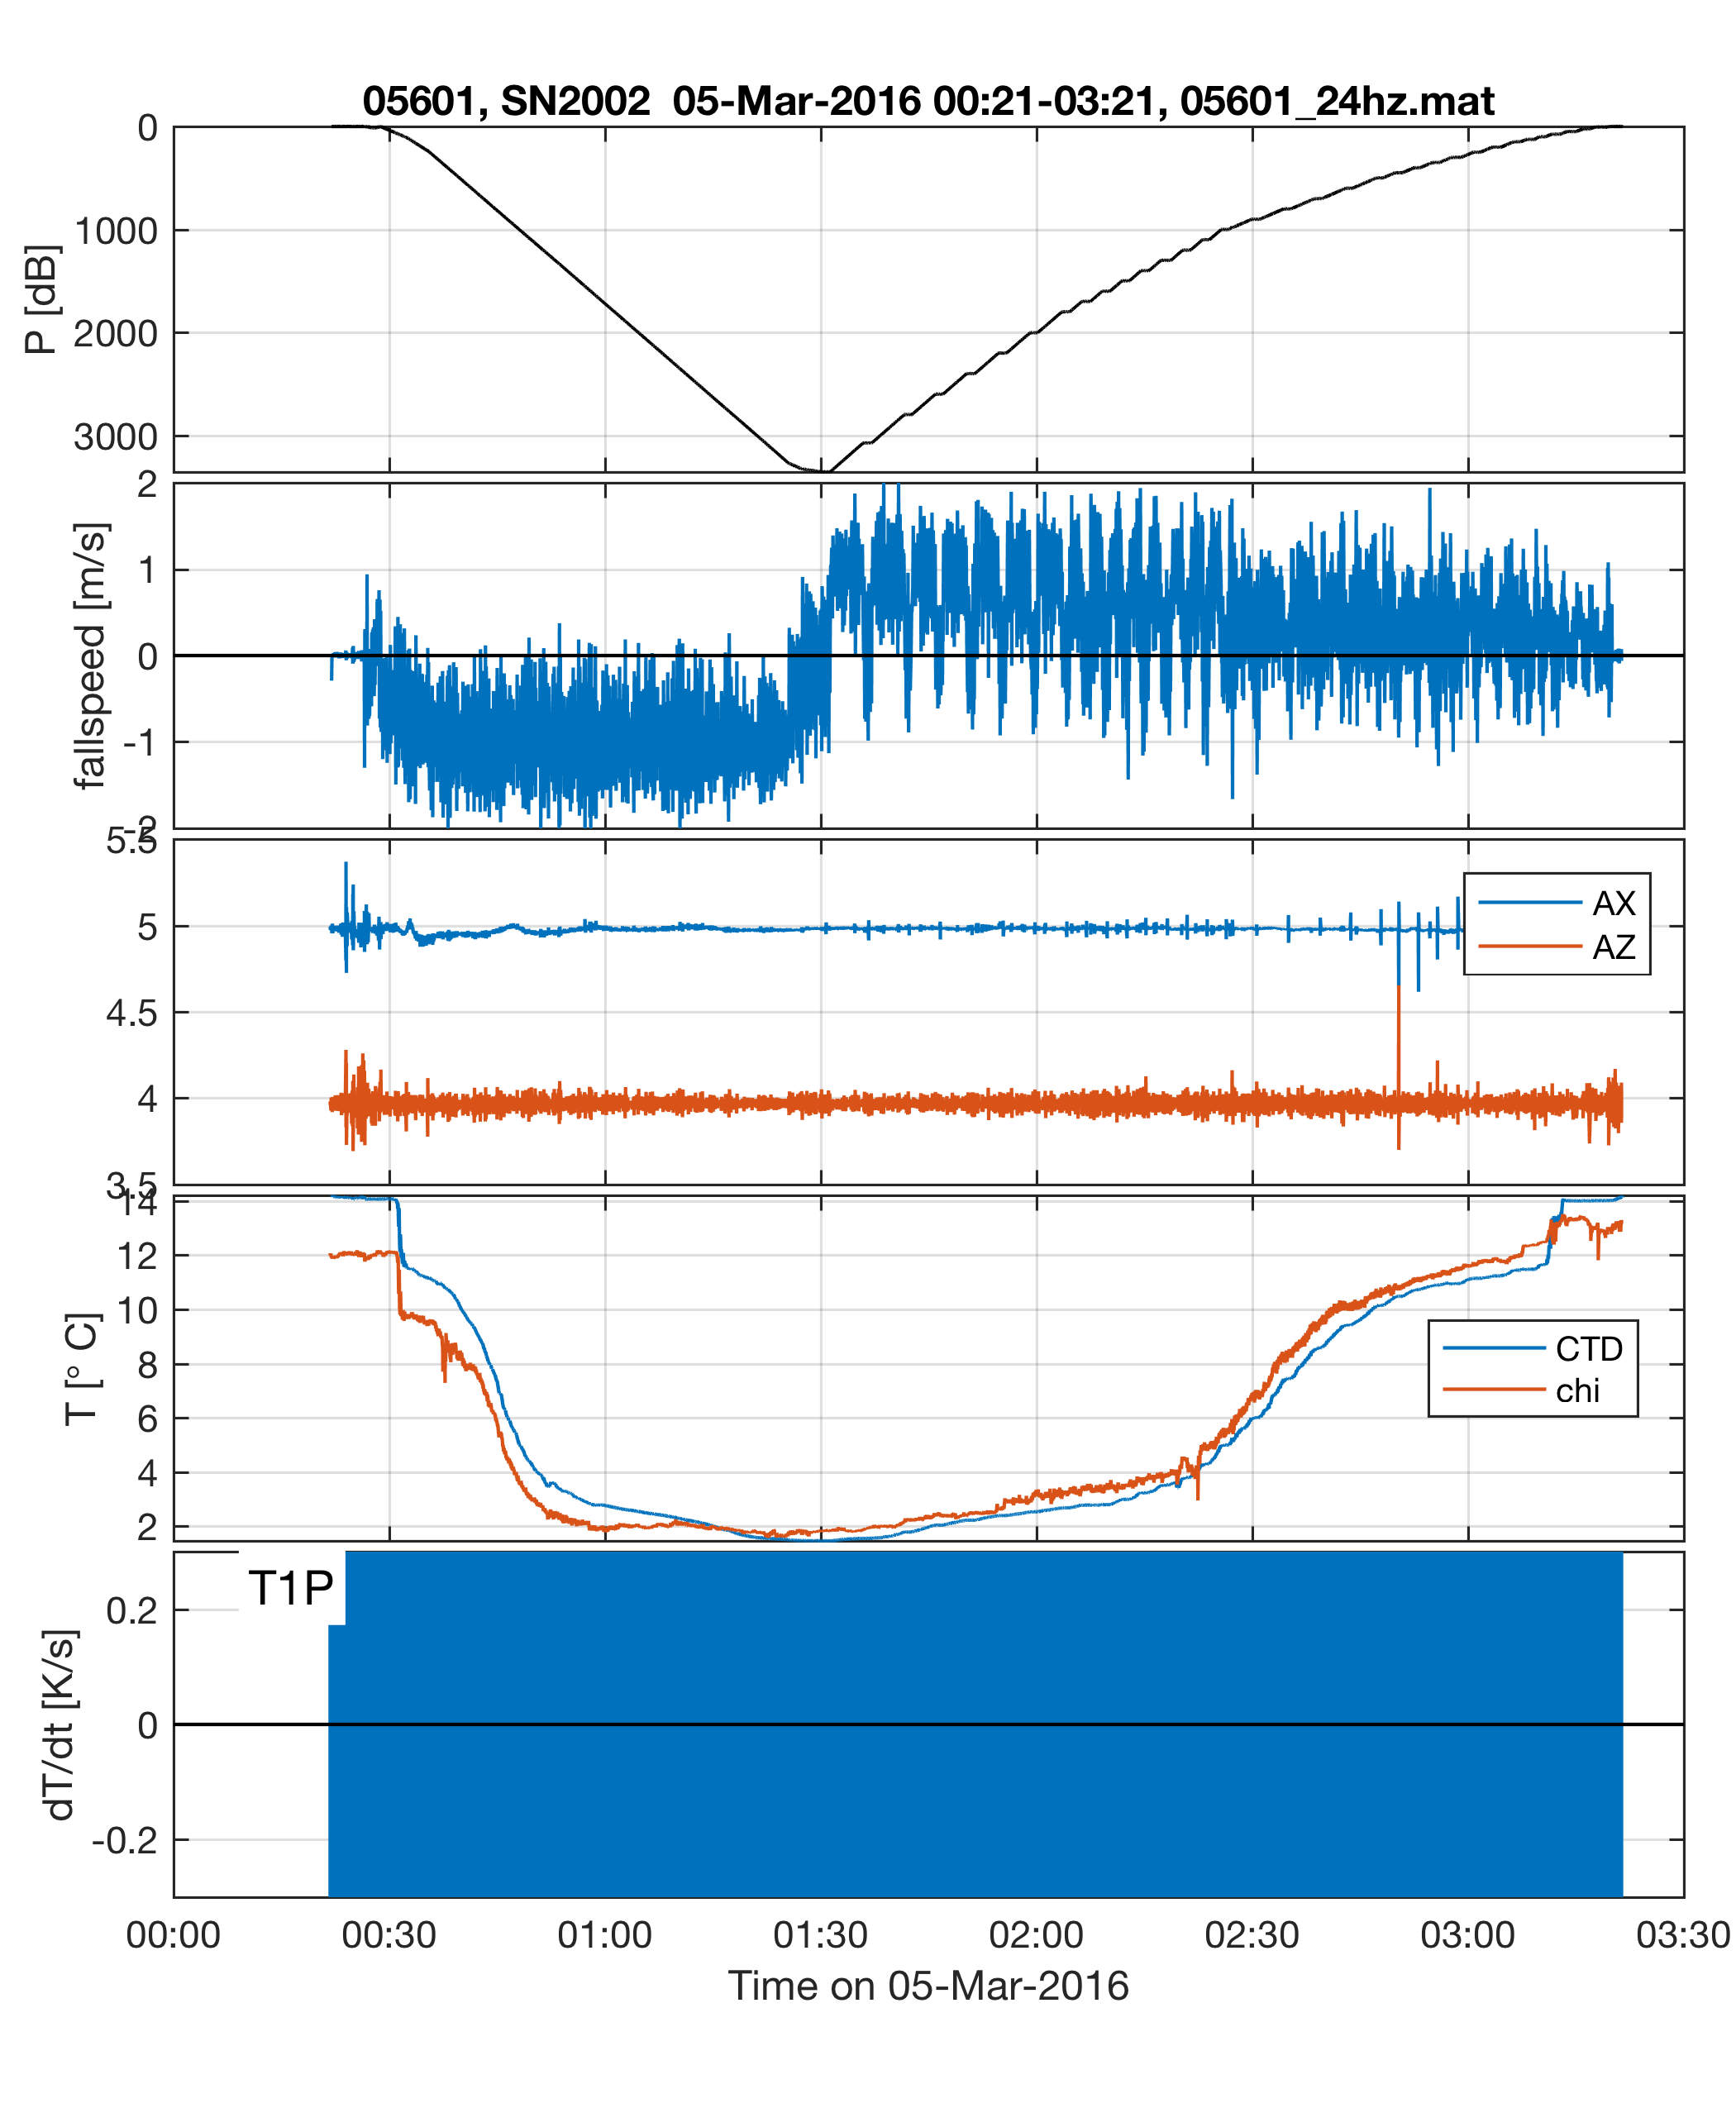 05601, SN2002 05-Mar-2016 00:21-03:21, 05601_24hz.mat
0
1000
2000
3000
P [dB]
2
1
0
-1
-2
fallspeed [m/s]
5.5
5
4.5
4
3.5
AX
AZ
14
12
10
8
6
4
2
T [° C]
CTD
chi
T1P
0.2
0
-0.2
dT/dt [K/s]
00:00 00:30 01:00 01:30 02:00 02:30 03:00 03:30
Time on 05-Mar-2016